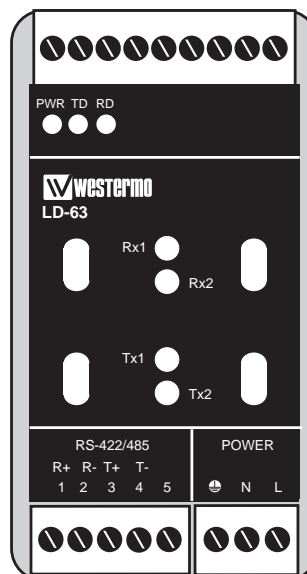 PWR TD RD
Westermo
LD-63
Rx1
Rx2
Tx1
Tx2
RS-422/485
R+ R- T+ T-
1 2 3 4 5
POWER
N L